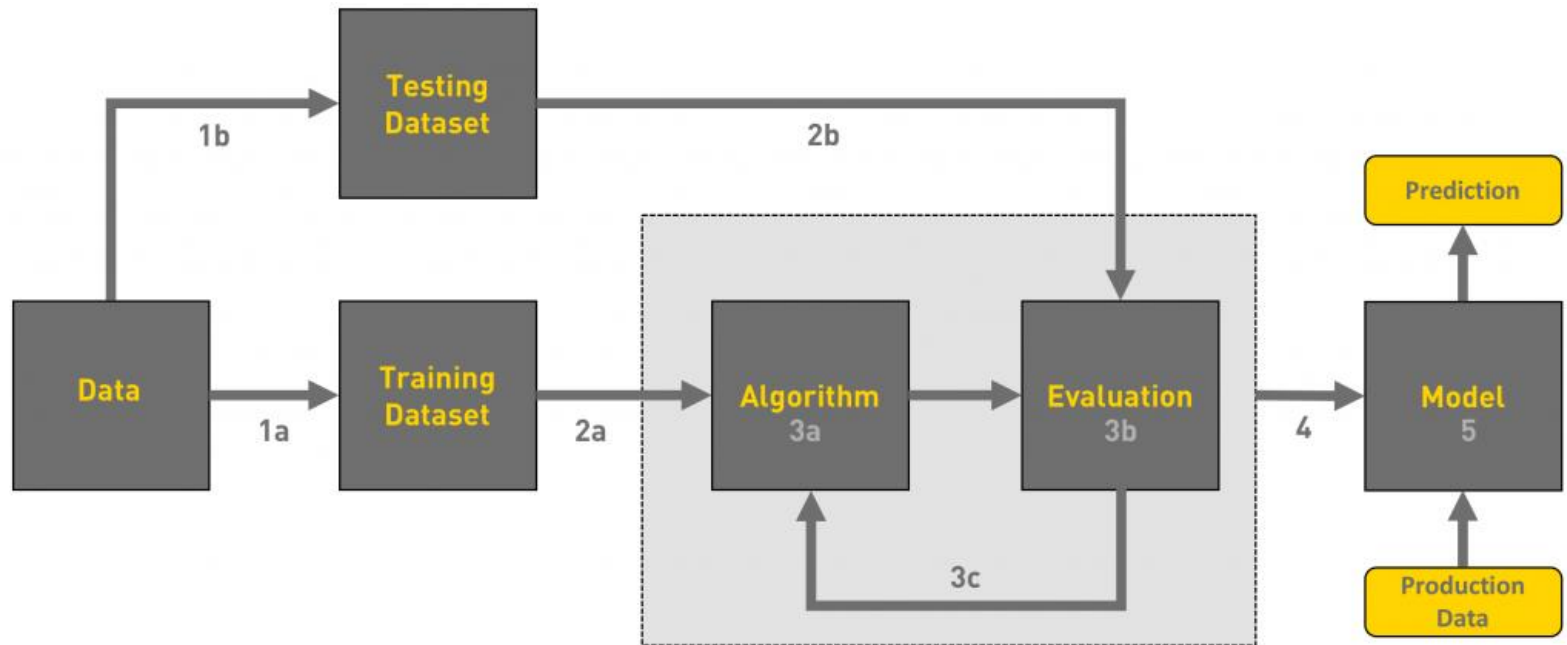 Testing
Dataset
1b
2b
Prediction
Data
1a
Training
Dataset
2a
Algorithm
3a
Evaluation
3b
3c
4
Model
5
Production
Data